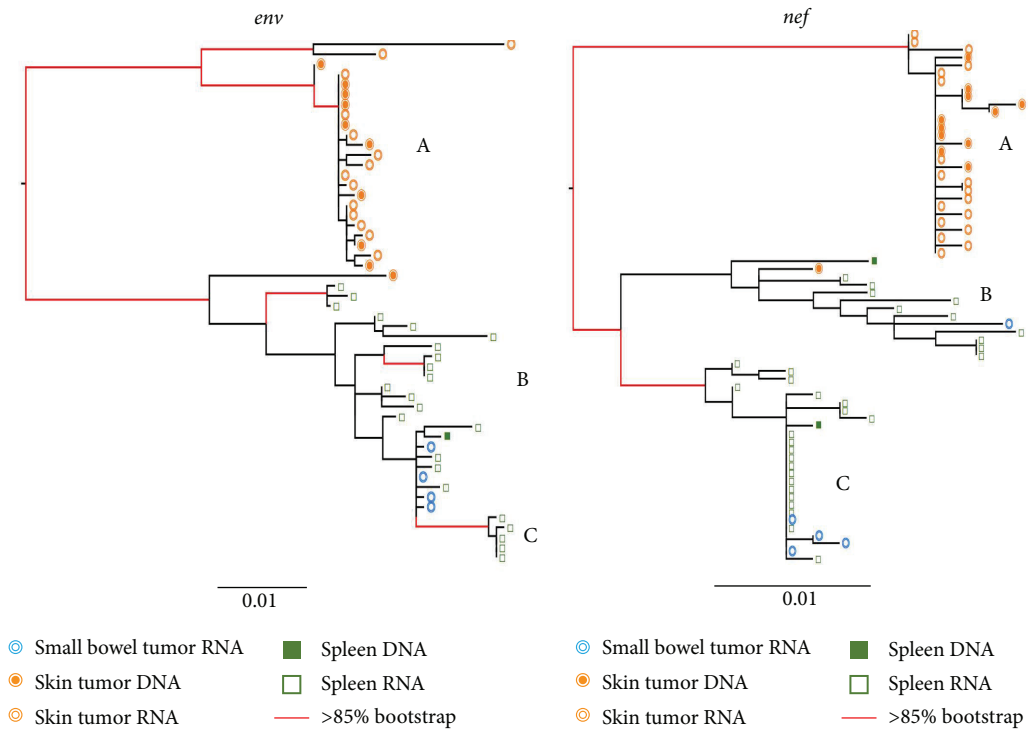 env
nef
A
B
C
0.01
A
B
C
0.01
Small bowel tumor RNA
Skin tumor DNA
Skin tumor RNA
Spleen DNA
Spleen RNA
>85% bootstrap
Small bowel tumor RNA
Skin tumor DNA
Skin tumor RNA
Spleen DNA
Spleen RNA
>85% bootstrap